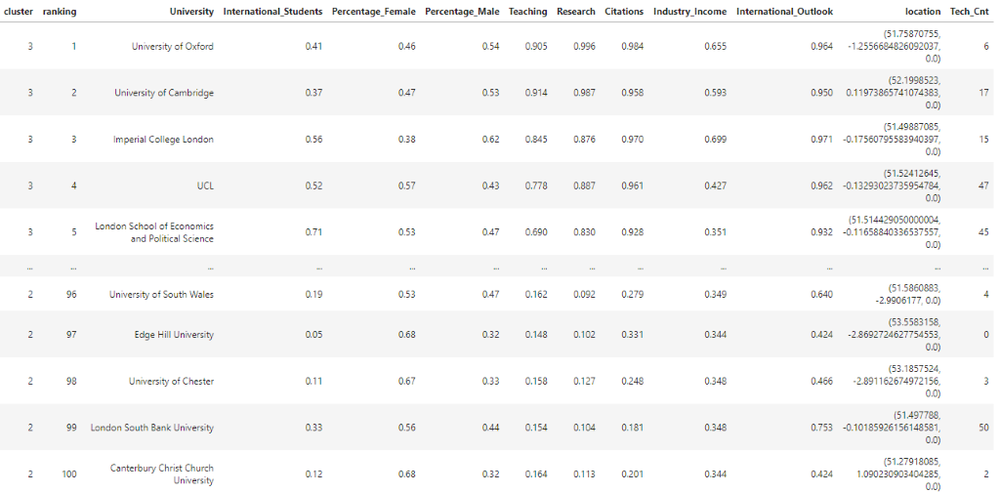 cluster ranking University International_Students Percentage_Female Percentage_Male Teaching Research Citations Industry_Income International_Outlook location Tech_Cnt
(51.75870755,
3 1 University of Oxford 0.41 0.46 0.54 0.905 0.996 0.984 0.655 0.964 -1.2556684826092037, 6
0.0)
(52.1998523,
3 2 University of Cambridge 0.37 0.47 0.53 0.914 0.987 0.958 0.593 0.950 0.11973865741074383, 17
0.0)
(51.49887085,
3 3 Imperial College London 0.56 0.38 0.62 0.845 0.876 0.970 0.699 0.971 -0.17560795583940397, 15
0.0)
(51.52412645,
3 4 UCL 0.52 0.57 0.43 0.778 0.887 0.961 0.427 0.962 -0.13293023735954784, 47
0.0)
London School of Economics (51.514429050000004,
3 5 and Political Science 0.71 0.53 0.47 0.690 0.830 0.928 0.351 0.932 -0.11658840336537557, 45
0.0)
... ... ... ... ... ... ... ... ... ... ... ... ...
(51.5860883,
2 96 University of South Wales 0.19 0.53 0.47 0.162 0.092 0.279 0.349 0.640 -2.9906177, 0.0) 4
(53.5583158,
2 97 Edge Hill University 0.05 0.68 0.32 0.148 0.102 0.331 0.344 0.424 -2.8692724627754553, 0
0.0)
(53.1857524,
2 98 University of Chester 0.11 0.67 0.33 0.158 0.127 0.248 0.348 0.466 -2.891162674972156, 3
0.0)
(51.497788,
2 99 London South Bank University 0.33 0.56 0.44 0.154 0.104 0.181 0.348 0.753 -0.10185926156148581, 50
0.0)
Canterbury Christ Church (51.27918085,
2 100 University 0.12 0.68 0.32 0.164 0.113 0.201 0.344 0.424 1.090230903404285, 2
0.0)